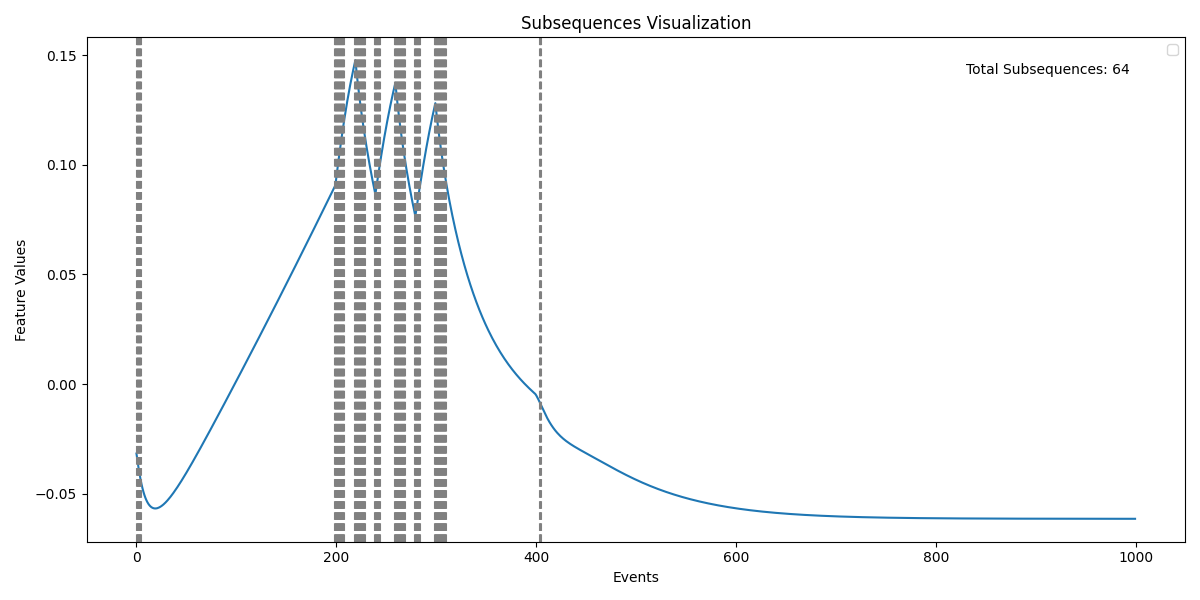 Subsequences Visualization
Total Subsequences: 64
Feature Values
0.15
0.10
0.05
0.00
−0.05
0 200 400 600 800 1000
Events